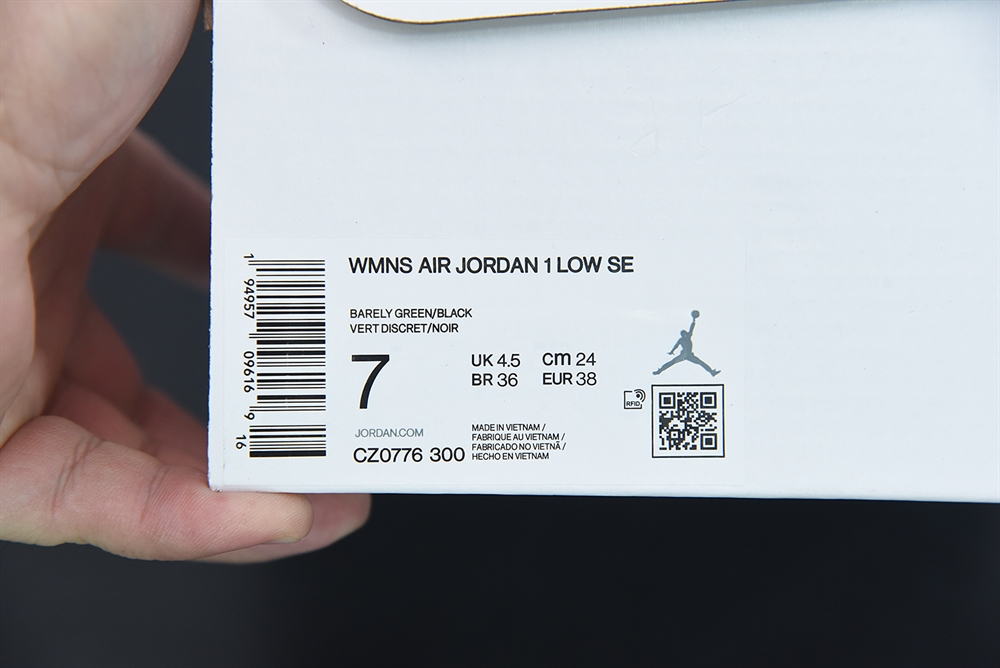 WMNS AIR JORDAN 1 LOW SE
BARELY GREEN/BLACK
VERT DISCRET/NOIR
7
UK 4.5 cm 24
BR 36 EUR 38
RFID
JORDAN.COM
CZ0776 300
MADE IN VIETNAM /
FABRIQUE AU VIETNAM /
FABRICADO NO VIETNÃ /
HECHO EN VIETNAM
1 94957 09616 9
16